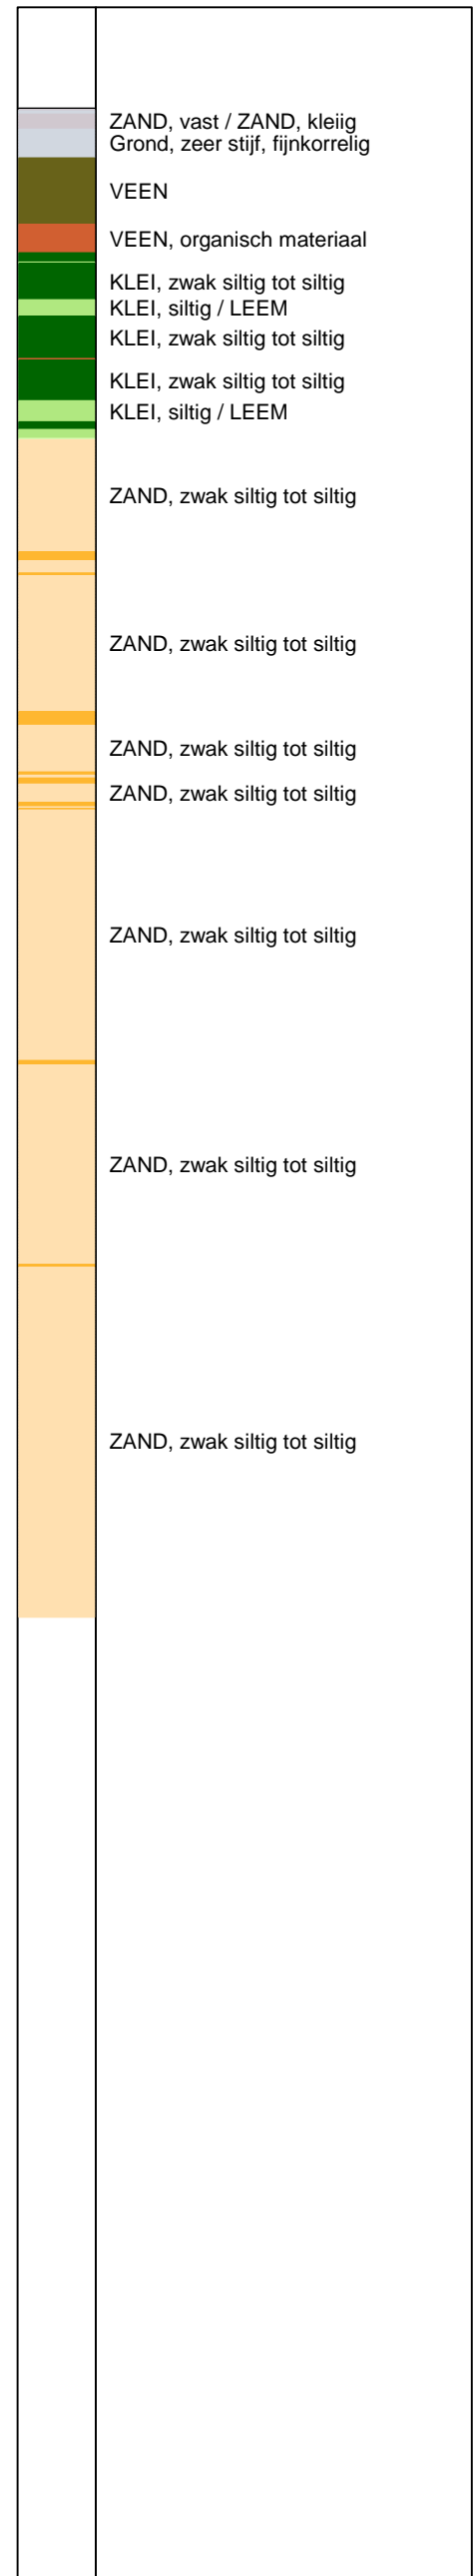 ZAND, vast / ZAND, kleiig
Grond, zeer stijf, fijnkorrelig
VEEN
VEEN, organisch materiaal
KLEI, zwak siltig tot siltig
KLEI, siltig / LEEM
KLEI, zwak siltig tot siltig
KLEI, zwak siltig tot siltig
KLEI, siltig / LEEM
ZAND, zwak siltig tot siltig
ZAND, zwak siltig tot siltig
ZAND, zwak siltig tot siltig
ZAND, zwak siltig tot siltig
ZAND, zwak siltig tot siltig
ZAND, zwak siltig tot siltig
ZAND, zwak siltig tot siltig